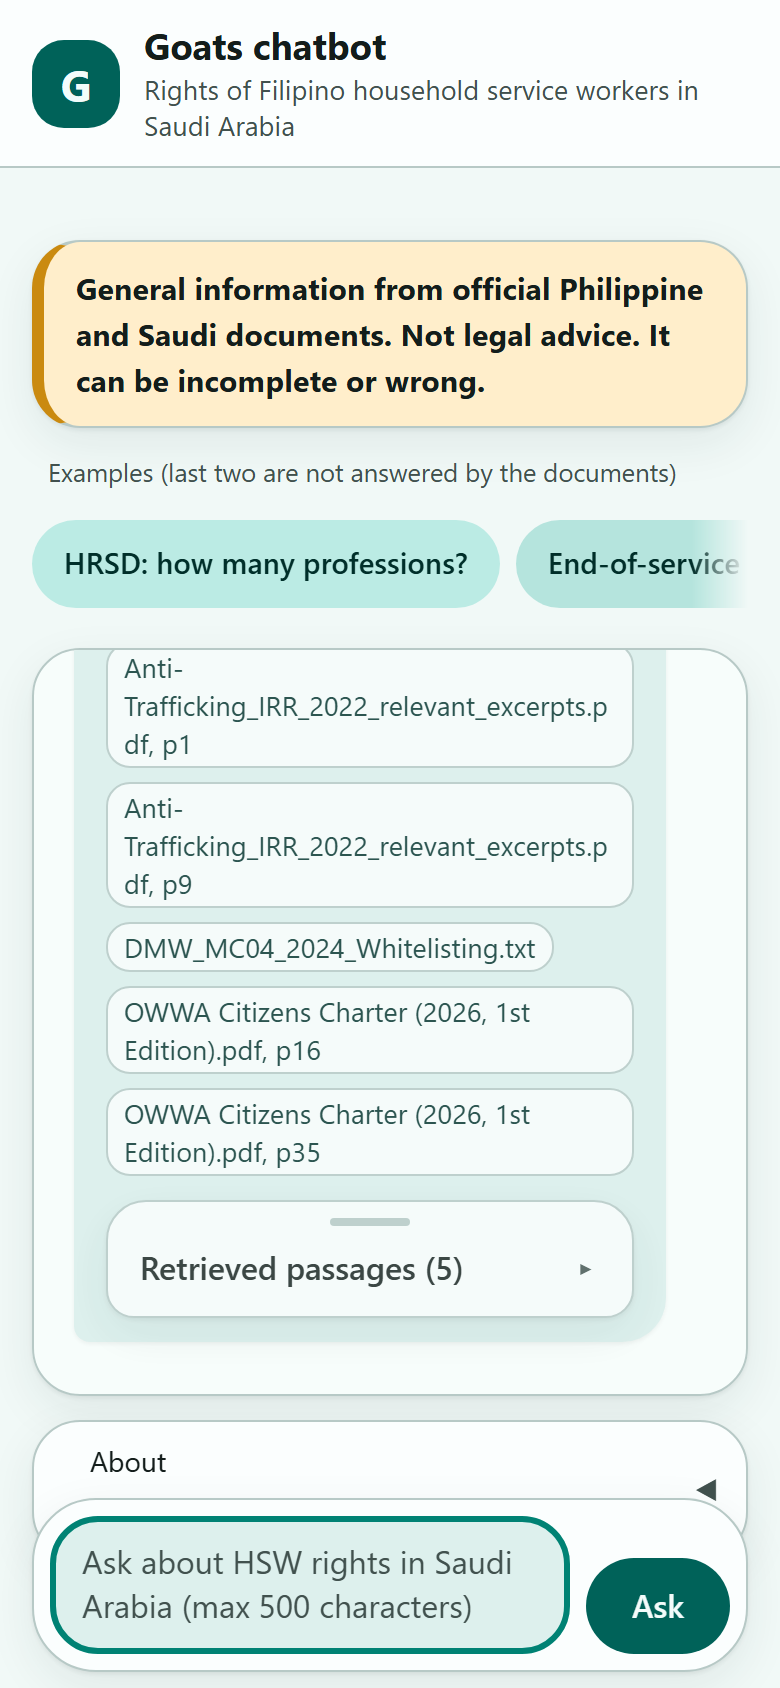 G
Goats chatbot
Rights of Filipino household service workers in
Saudi Arabia
General information from official Philippine
and Saudi documents. Not legal advice. It
can be incomplete or wrong.
Examples (last two are not answered by the documents)
HRSD: how many professions?
End-of-service
Anti-
Trafficking_IRR_2022_relevant_excerpts.p
df, p1
Anti-
Trafficking_IRR_2022_relevant_excerpts.p
df, p9
DMW_MC04_2024_Whitelisting.txt
OWWA Citizens Charter (2026, 1st
Edition).pdf, p16
OWWA Citizens Charter (2026, 1st
Edition).pdf, p35
Retrieved passages (5)
About
Ask about HSW rights in Saudi
Arabia (max 500 characters)
Ask